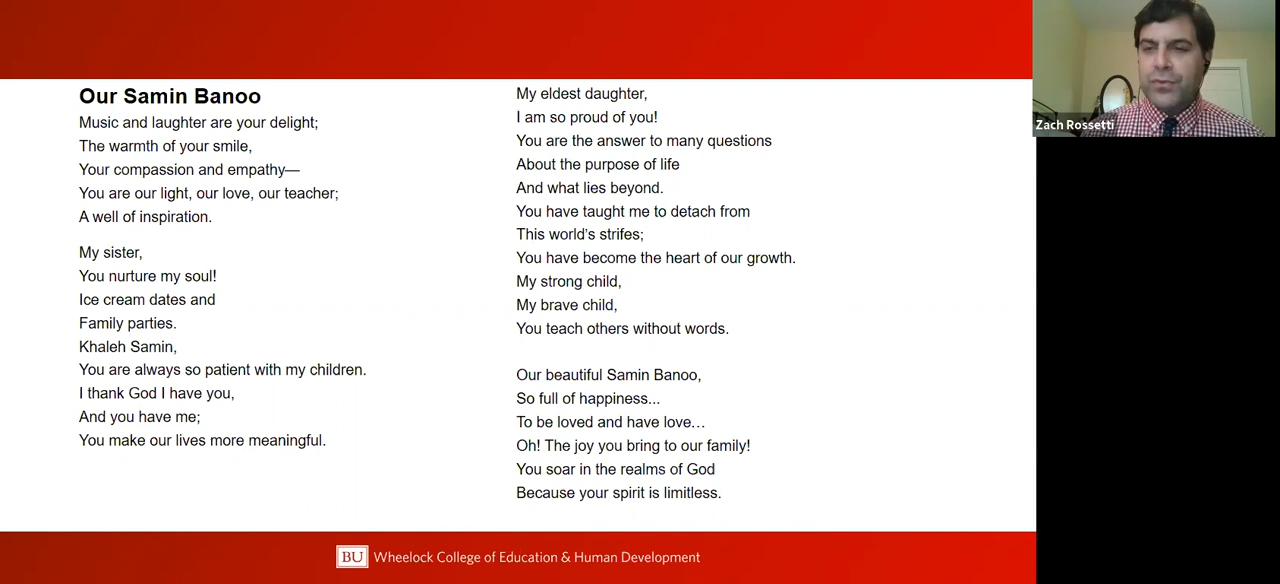 Our Samin Banoo
Music and laughter are your delight;
The warmth of your smile,
Your compassion and empathy—
You are our light, our love, our teacher;
A well of inspiration.
My sister,
You nurture my soul!
Ice cream dates and
Family parties.
Khaleh Samin,
You are always so patient with my children.
I thank God I have you,
And you have me;
You make our lives more meaningful.
My eldest daughter,
I am so proud of you!
You are the answer to many questions
About the purpose of life
And what lies beyond.
You have taught me to detach from
This world’s strifes;
You have become the heart of our growth.
My strong child,
My brave child,
You teach others without words.
Our beautiful Samin Banoo,
So full of happiness...
To be loved and have love…
Oh! The joy you bring to our family!
You soar in the realms of God
Because your spirit is limitless.
Zach Rossetti
BU Wheelock College of Education & Human Development